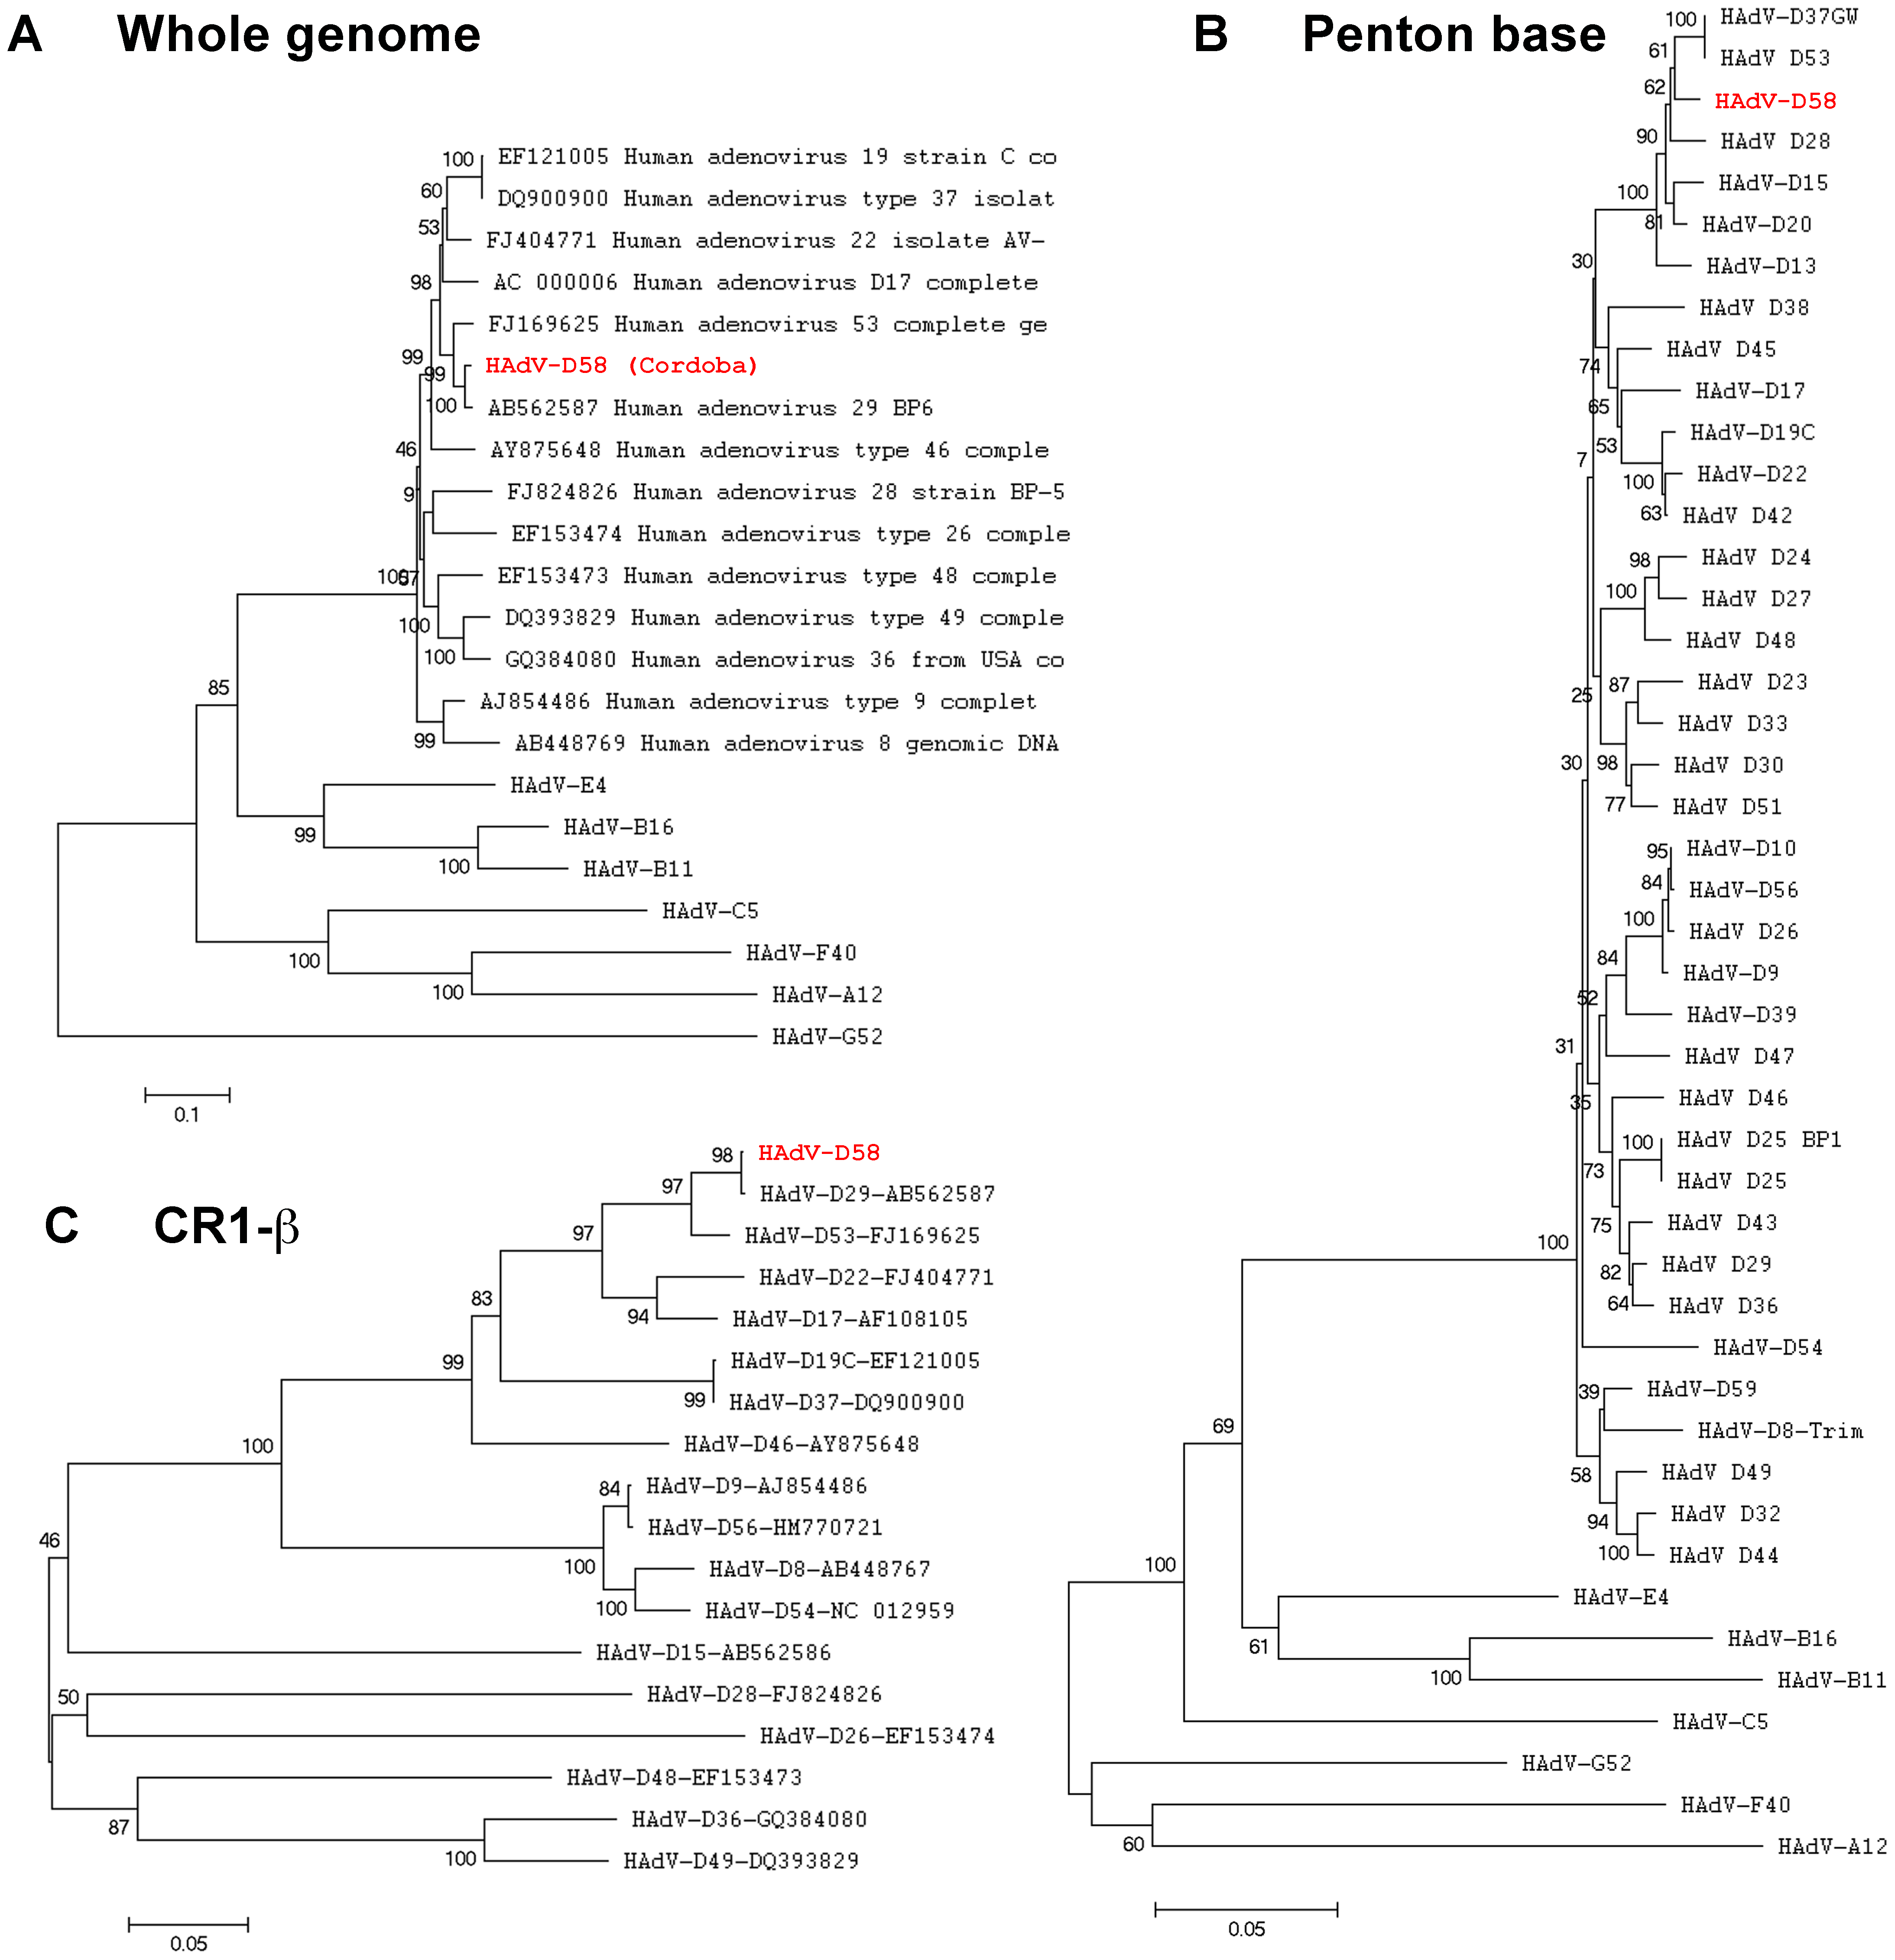 A Whole genome
100 EF121005 Human adenovirus 19 strain C co
60
DQ900900 Human adenovirus type 37 isolat
53
FJ404771 Human adenovirus 22 isolate AV-
98
AC 000006 Human adenovirus D17 complete
FJ169625 Human adenovirus 53 complete ge
99
99
HAdV-D58 (Cordoba)
100
AB562587 Human adenovirus 29 BP6
46
AY875648 Human adenovirus type 46 comple
9
FJ824826 Human adenovirus 28 strain BP-5
EF153474 Human adenovirus type 26 comple
100
EF153473 Human adenovirus type 48 comple
100
DQ393829 Human adenovirus type 49 comple
100
GQ384080 Human adenovirus 36 from USA co
85
AJ854486 Human adenovirus type 9 complet
99
AB448769 Human adenovirus 8 genomic DNA
HAdV-E4
99
HAdV-B16
100
HAdV-B11
HAdV-C5
100
HAdV-F40
100
HAdV-A12
HAdV-G52
0.1
B Penton base
100 HAdV-D37GW
61
HAdV D53
62
HAdV-D58
90
HAdV D28
100
HAdV-D15
81
HAdV-D20
30
HAdV-D13
HAdV D38
74
HAdV D45
65
HAdV-D17
53
HAdV-D19C
7
100
HAdV-D22
63
HAdV D42
98
HAdV D24
100
HAdV D27
HAdV D48
25
87
HAdV D23
HAdV D33
30
98
HAdV D30
77
HAdV D51
95
HAdV-D10
84
HAdV-D56
100
HAdV D26
84
HAdV-D9
52
HAdV-D39
31
HAdV D47
35
HAdV D46
100
HAdV D25 BP1
73
HAdV D25
75
HAdV D43
100
82
HAdV D29
64
HAdV D36
HAdV-D54
39
HAdV-D59
69
HAdV-D8-Trim
58
HAdV D49
94
HAdV D32
100
HAdV D44
100
HAdV-E4
61
HAdV-B16
100
HAdV-B11
HAdV-C5
HAdV-G52
HAdV-F40
60
HAdV-A12
0.05
C CR1-β
98
HAdV-D58
97
HAdV-D29-AB562587
97
HAdV-D53-FJ169625
HAdV-D22-FJ404771
83
94
HAdV-D17-AF108105
99
HAdV-D19C-EF121005
99
HAdV-D37-DQ900900
100
HAdV-D46-AY875648
84
HAdV-D9-AJ854486
HAdV-D56-HM770721
46
100
HAdV-D8-AB448767
100
HAdV-D54-NC 012959
HAdV-D15-AB562586
50
HAdV-D28-FJ824826
HAdV-D26-EF153474
HAdV-D48-EF153473
87
HAdV-D36-GQ384080
100
HAdV-D49-DQ393829
0.05